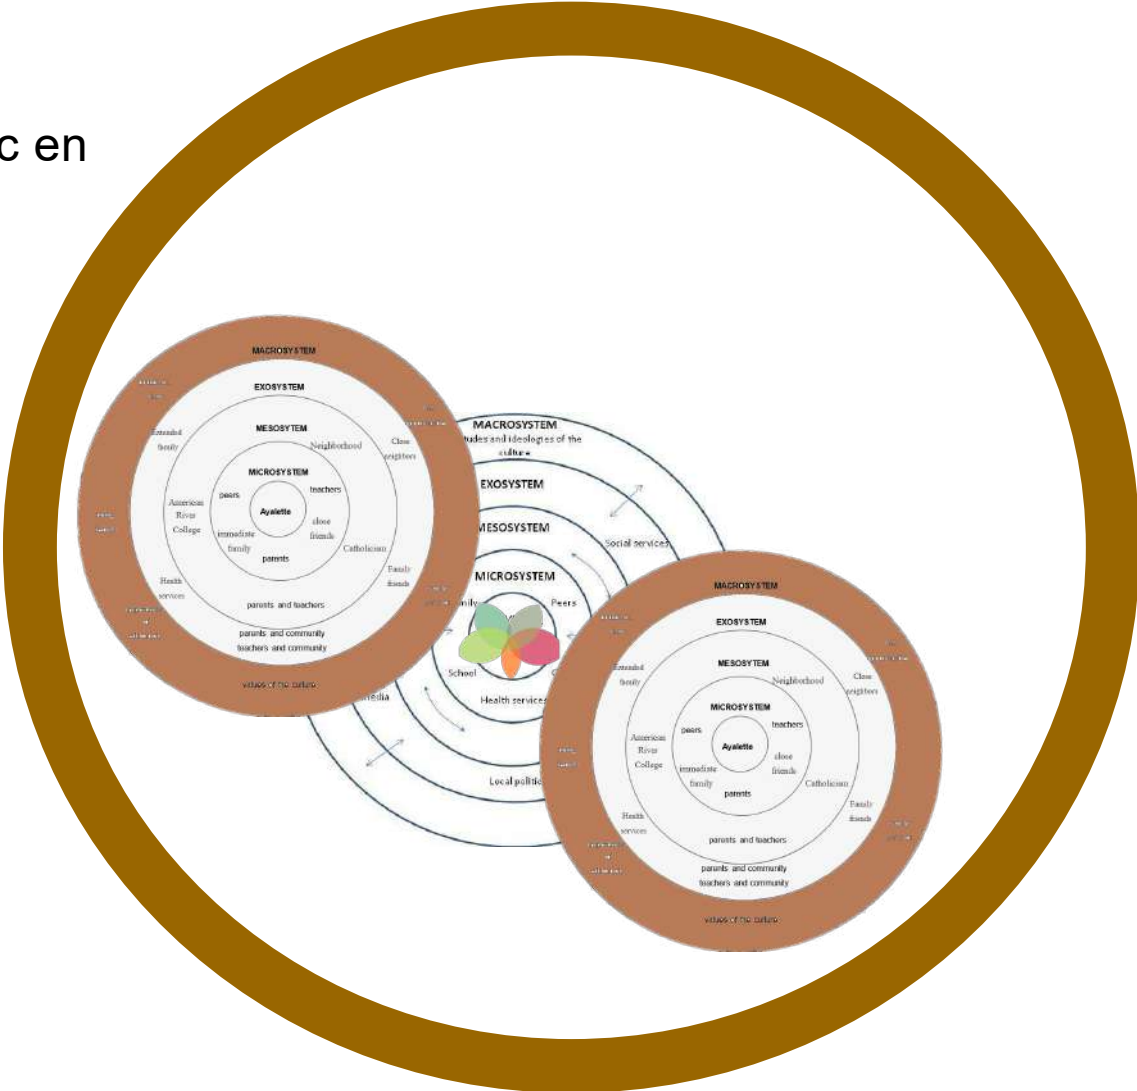 c en
MACROSYSTEM
EXOSYSTEM
MESOSYTEM
Neighborhood
Close
neighbors
Extended
family
MICROSYSTEM
peers
teachers
American
River
College
Ayalette
close
friends
immediate
family
Catholicism
parents
Family
friends
Health
services
parents and teachers
parents and community
teachers and community
values of the culture
MACROSYSTEM
tudes and ideologies of the
culture
EXOSYSTEM
MESOSYSTEM
Social services
MICROSYSTEM
mily
Peers
School
Health services
media
Local politic
MACROSYSTEM
EXOSYSTEM
MESOSYTEM
Neighborhood
Close
neighbors
Extended
family
MICROSYSTEM
peers
teachers
American
River
College
Ayalette
close
friends
immediate
family
Catholicism
parents
Family
friends
Health
services
parents and teachers
parents and community
teachers and community
values of the culture